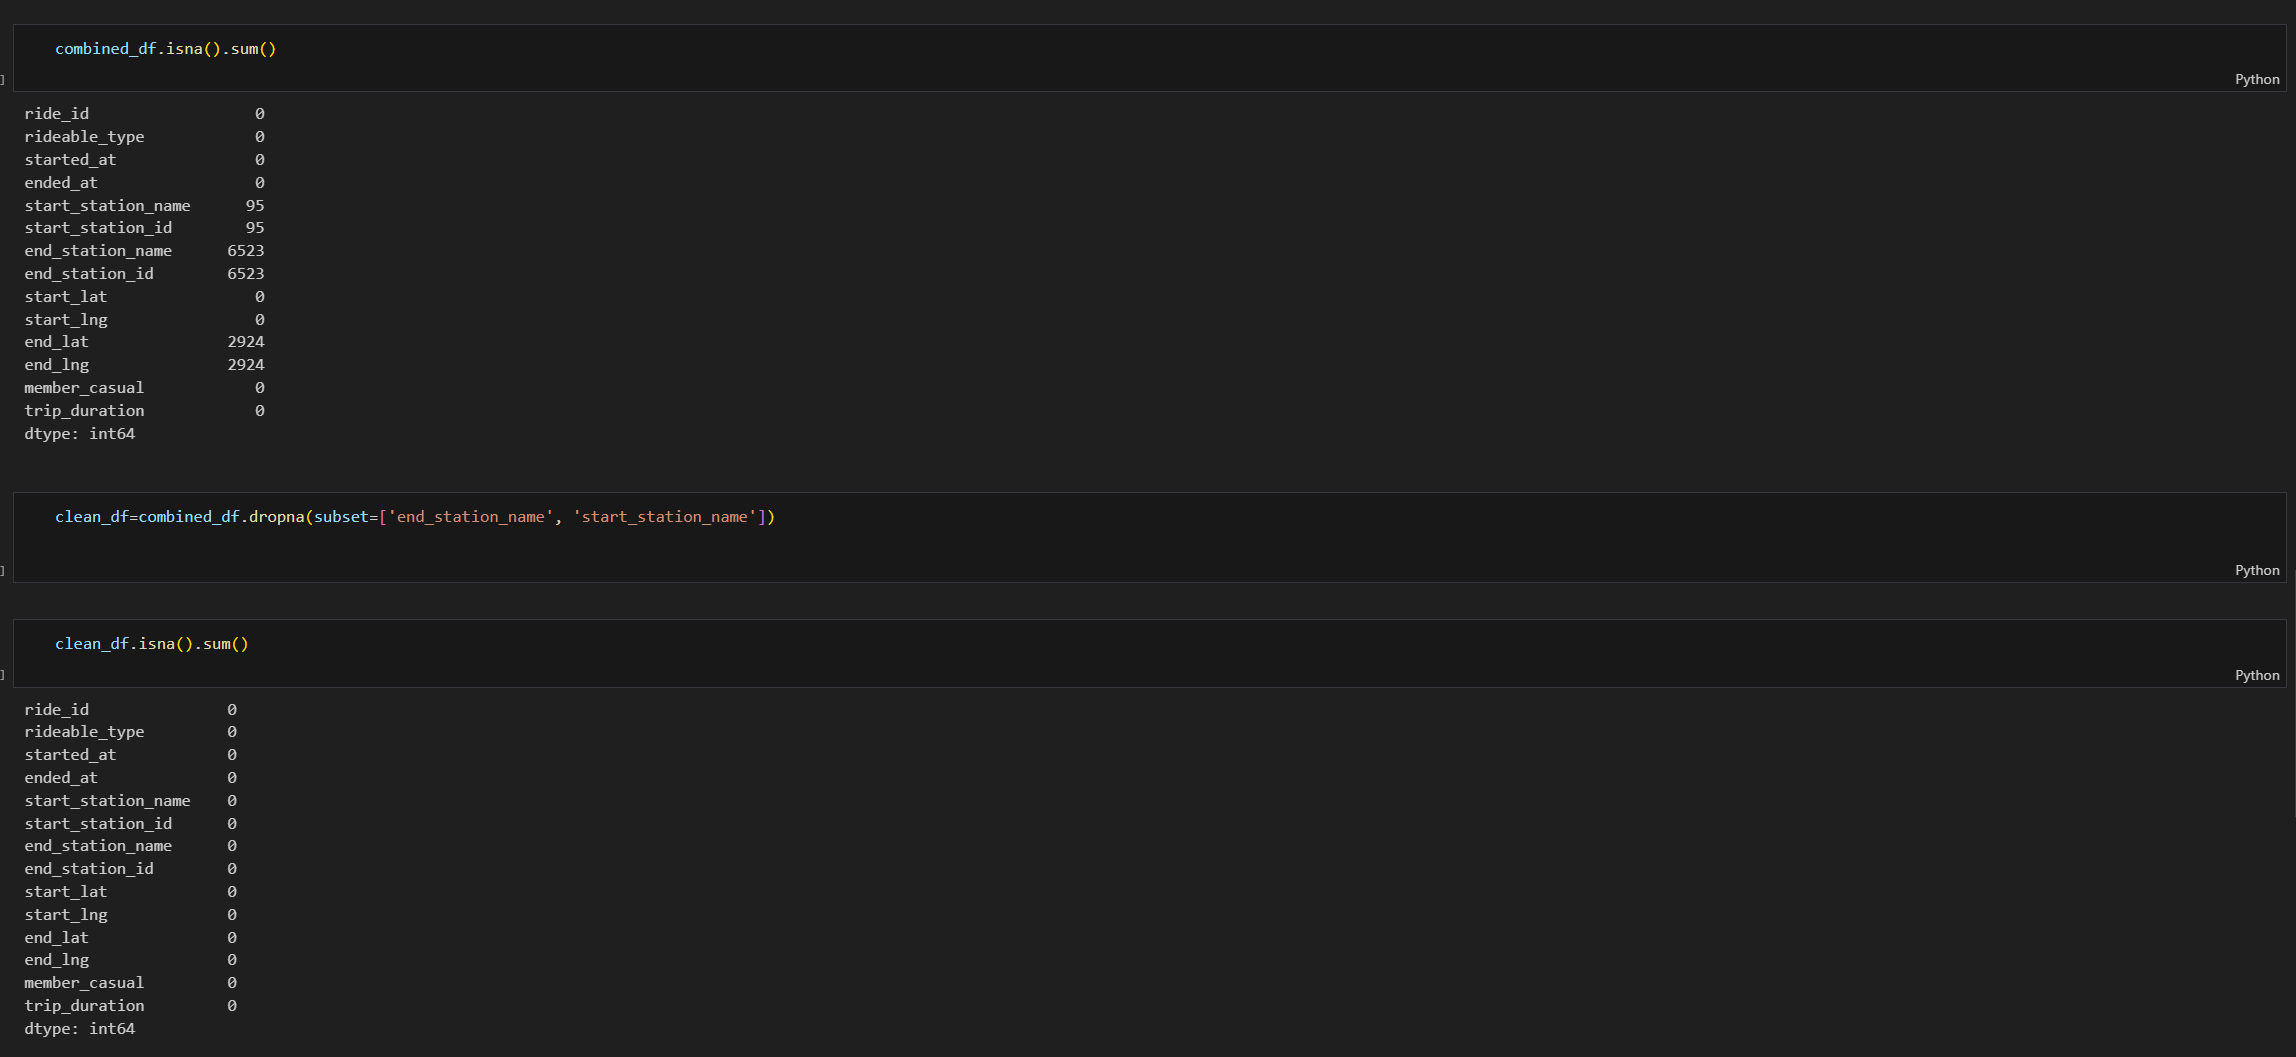 combined_df.isna().sum()
]
Python
ride_id 0
rideable_type 0
started_at 0
ended_at 0
start_station_name 95
start_station_id 95
end_station_name 6523
end_station_id 6523
start_lat 0
start_lng 0
end_lat 2924
end_lng 2924
member_casual 0
trip_duration 0
dtype: int64
clean_df=combined_df.dropna(subset=['end_station_name', 'start_station_name'])
]
Python
clean_df.isna().sum()
]
Python
ride_id 0
rideable_type 0
started_at 0
ended_at 0
start_station_name 0
start_station_id 0
end_station_name 0
end_station_id 0
start_lat 0
start_lng 0
end_lat 0
end_lng 0
member_casual 0
trip_duration 0
dtype: int64